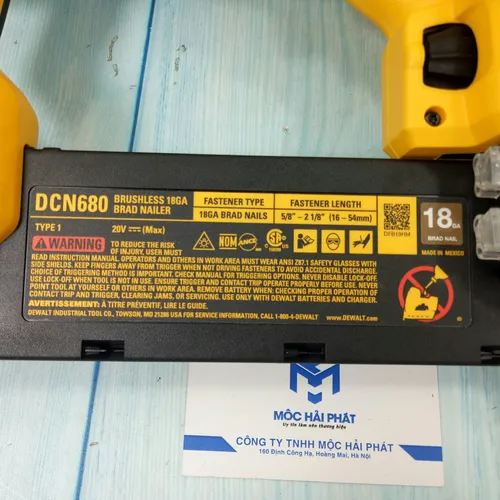 DCN680 BRUSHLESS 18GA BRAD NAILER
FASTENER TYPE
FASTENER LENGTH
18GA BRAD NAILS
5/8" – 2 1/8" (16 – 54mm)
TYPE 1
20V ⎓ (Max)
18GA
BRAD NAIL
MADE IN MEXICO
WARNING
TO REDUCE THE RISK
OF INJURY, USER MUST
NOM ANCE
READ INSTRUCTION MANUAL. OPERATORS AND OTHERS IN WORK AREA MUST WEAR ANSI Z87.1 SAFETY GLASSES WITH
SIDE SHIELDS. KEEP FINGERS AWAY FROM TRIGGER WHEN NOT DRIVING FASTENERS TO AVOID ACCIDENTAL DISCHARGE.
CHOICE OF TRIGGERING METHOD IS IMPORTANT. CHECK MANUAL FOR TRIGGERING OPTIONS. NEVER DISABLE LOCK-OFF
USE LOCK OFF WHEN TOOL IS NOT IN USE. ENSURE TRIGGER AND CONTACT TRIP OPERATE PROPERLY BEFORE USE. NEVER
POINT TOOL AT YOURSELF OR OTHERS IN WORK AREA. REMOVE BATTERY WHEN: CHECKING PROPER OPERATION OF
CONTACT TRIP AND TRIGGER, CLEARING JAMS, OR SERVICING. USE ONLY WITH DEWALT BATTERIES AND CHARGER.
AVERTISSEMENT: À TITRE PRÉVENTIF, LIRE LE GUIDE.
DEWALT INDUSTRIAL TOOL CO., TOWSON, MD 21286 USA FOR SERVICE INFORMATION, CALL 1-800-4-DEWALT
www.DEWALT.com
MỘC HẢI PHÁT
Uy tín làm nên thương hiệu
CÔNG TY TNHH MỘC HẢI PHÁT
160 Định Công Hạ, Hoàng Mai, Hà Nội